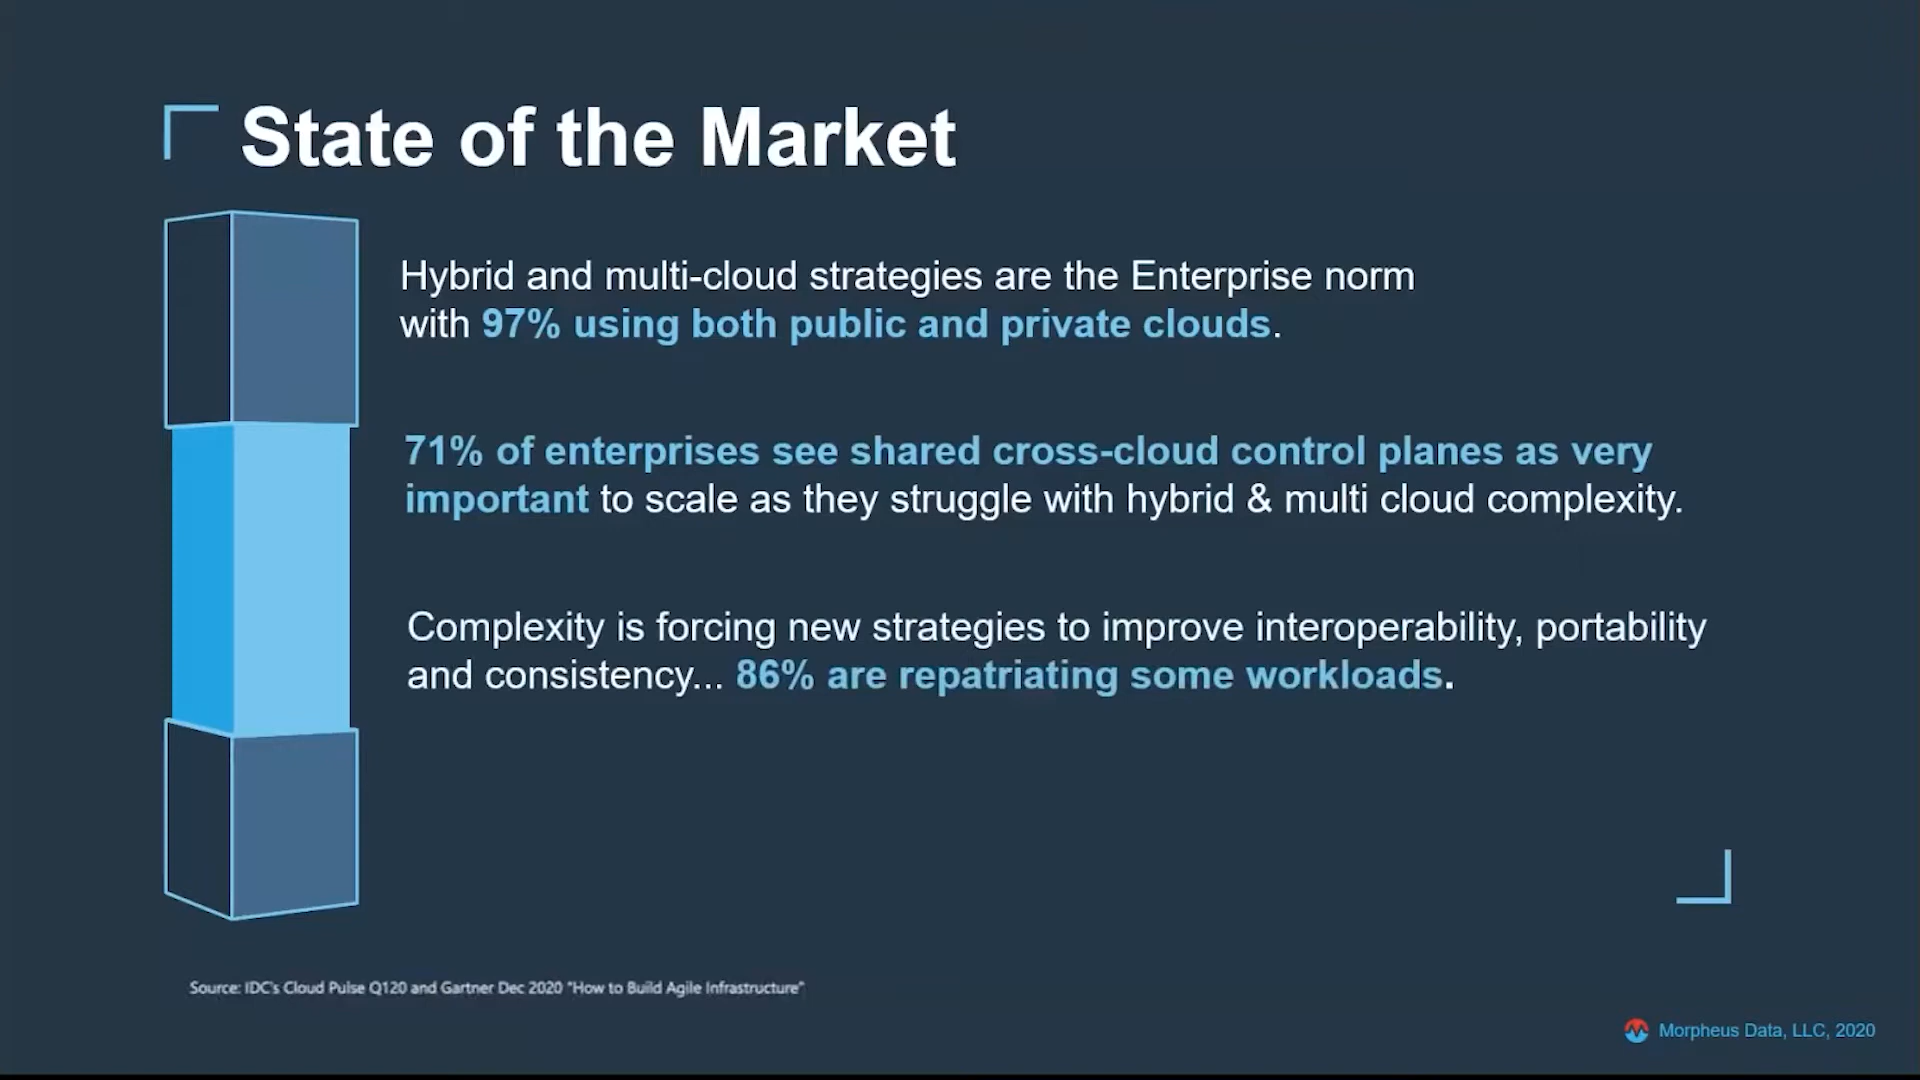 State of the Market
Hybrid and multi-cloud strategies are the Enterprise norm
with 97% using both public and private clouds.
71% of enterprises see shared cross-cloud control planes as very
important to scale as they struggle with hybrid & multi cloud complexity.
Complexity is forcing new strategies to improve interoperability, portability
and consistency... 86% are repatriating some workloads.
Source: IDC's Cloud Pulse Q120 and Gartner Dec 2020 "How to Build Agile Infrastructure"
Morpheus Data, LLC, 2020